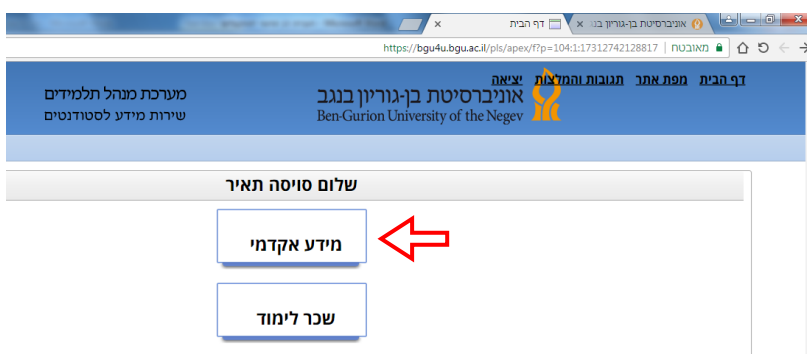 אוניברסיטת בן-גוריון בנג
דף הבית
https://bgu4u.bgu.ac.il/pls/apex/f?p=104:1:17312742128817 | מאובטח
דף הבית מפת אתר תגובות והמלצות יציאה
אוניברסיטת בן-גוריון בנגב
Ben-Gurion University of the Negev
מערכת מנהל תלמידים
שירות מידע לסטודנטים
שלום סויסה תאיר
מידע אקדמי
שכר לימוד